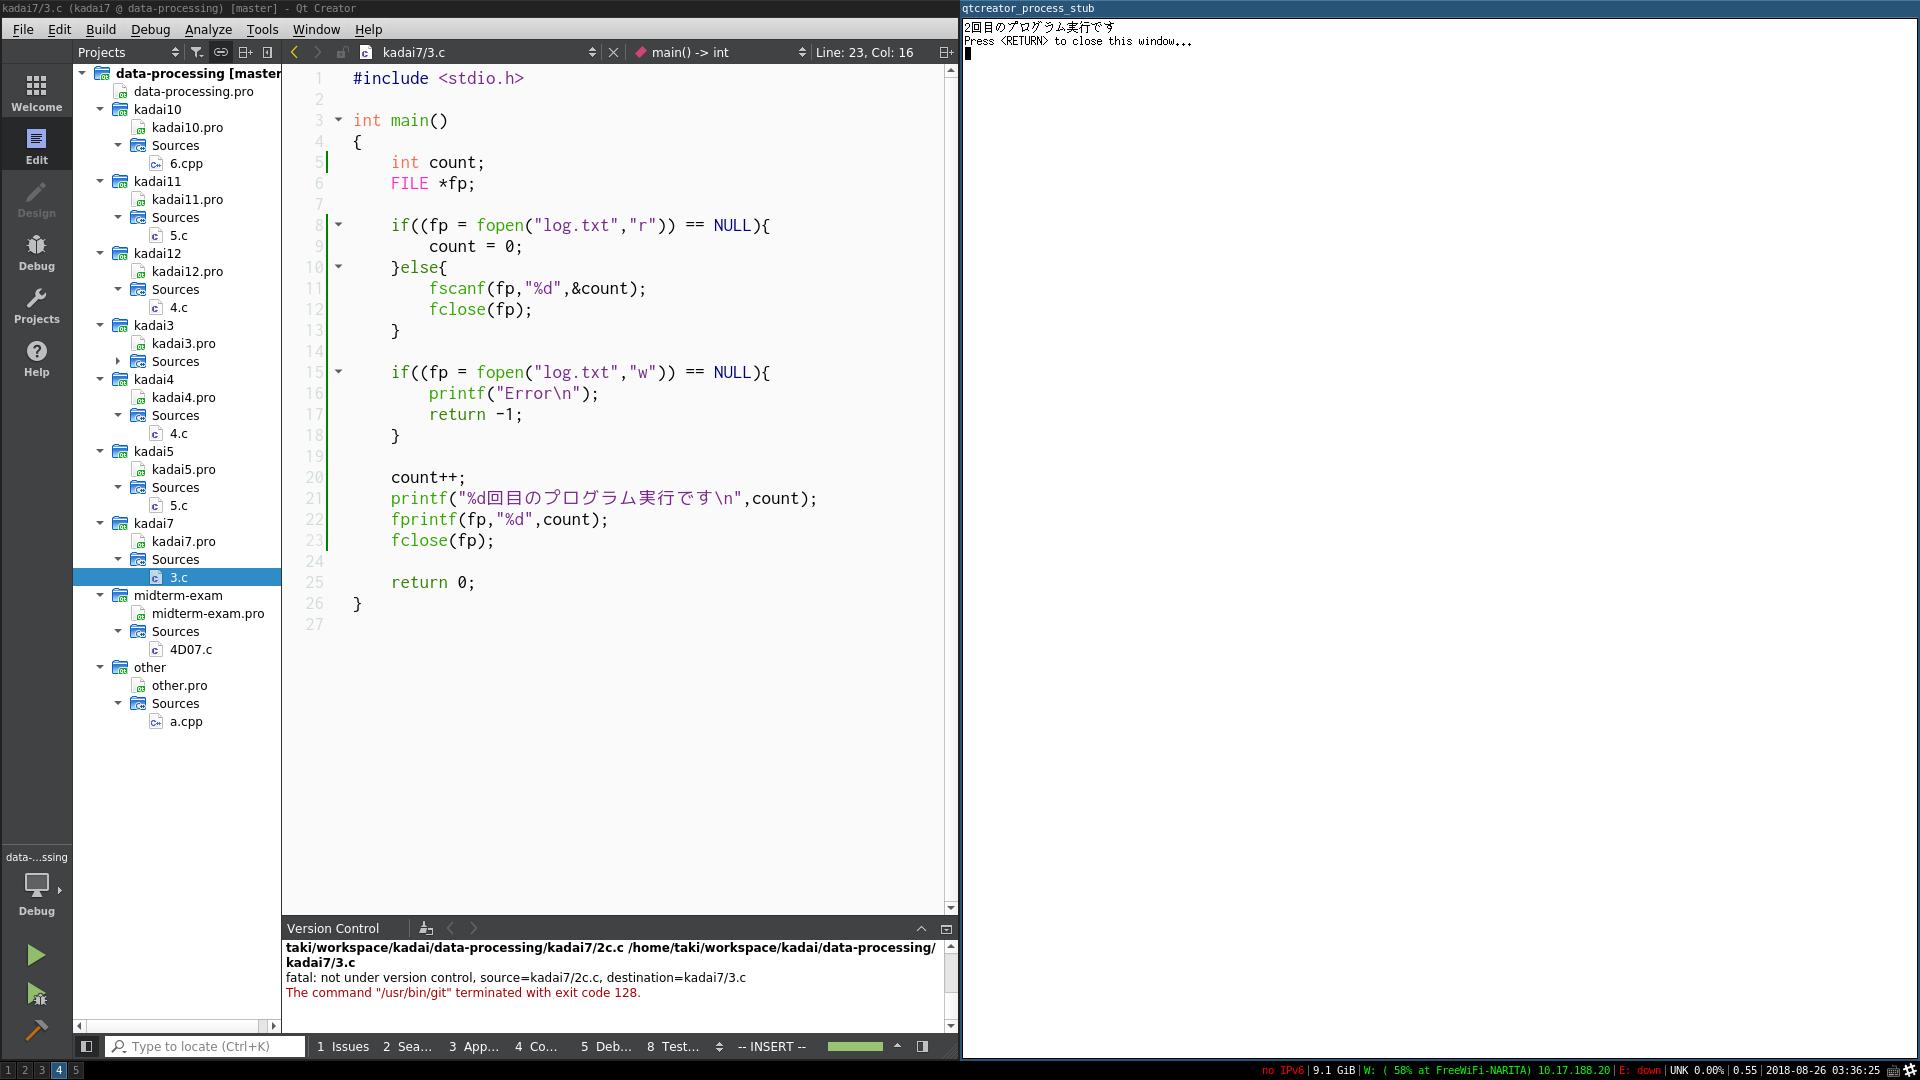 kadai7/3.c (kadai7 @ data-processing) [master] - Qt Creator
File Edit Build Debug Analyze Tools Window Help
Projects
kadai7/3.c
main() -> int
Line: 23, Col: 16
Welcome
Edit
Design
Debug
Projects
Help
data-...ssing
Debug
data-processing [master
data-processing.pro
kadai10
kadai10.pro
Sources
6.cpp
kadai11
kadai11.pro
Sources
5.c
kadai12
kadai12.pro
Sources
4.c
kadai3
kadai3.pro
Sources
kadai4
kadai4.pro
Sources
4.c
kadai5
kadai5.pro
Sources
5.c
kadai7
kadai7.pro
Sources
3.c
midterm-exam
midterm-exam.pro
Sources
4D07.c
other
other.pro
Sources
a.cpp
1 #include <stdio.h>
2
3 int main()
4 {
5 int count;
6 FILE *fp;
7
8 if((fp = fopen("log.txt","r")) == NULL){
9 count = 0;
10 }else{
11 fscanf(fp,"%d",&count);
12 fclose(fp);
13 }
14
15 if((fp = fopen("log.txt","w")) == NULL){
16 printf("Error\n");
17 return -1;
18 }
19
20 count++;
21 printf("%d回目のプログラム実行です\n",count);
22 fprintf(fp,"%d",count);
23 fclose(fp);
24
25 return 0;
26 }
27
Version Control
taki/workspace/kadai/data-processing/kadai7/2c.c /home/taki/workspace/kadai/data-processing/
kadai7/3.c
fatal: not under version control, source=kadai7/2c.c, destination=kadai7/3.c
The command "/usr/bin/git" terminated with exit code 128.
Type to locate (Ctrl+K)
1 Issues 2 Sea... 3 App... 4 Co... 5 Deb... 8 Test... -- INSERT --
qtcreator_process_stub
2回目のプログラム実行です
Press <RETURN> to close this window...
1 2 3 4 5
no IPv6 | 9.1 GiB | W: ( 58% at FreeWiFi-NARITA) 10.17.188.20 | E: down | UNK 0.00% | 0.55 | 2018-08-26 03:36:25